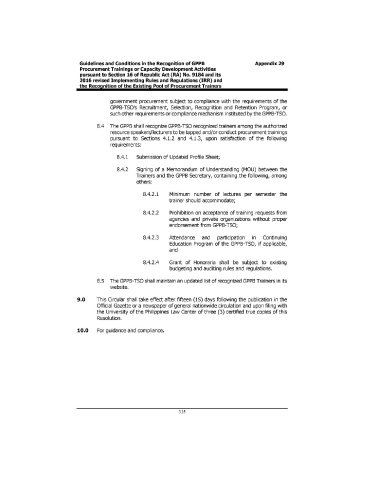 Guidelines and Conditions in the Recognition of GPPB Appendix 29
Procurement Trainings or Capacity Development Activities
pursuant to Section 16 of Republic Act (RA) No. 9184 and its
2016 revised Implementing Rules and Regulations (IRR) and
the Recognition of the Existing Pool of Procurement Trainers
government procurement subject to compliance with the requirements of the
GPPB-TSO's Recruitment, Selection, Recognition and Retention Program, or
such other requirements or compliance mechanism instituted by the GPPB-TSO.
8.4 The GPPB shall recognize GPPB-TSO recognized trainers among the authorized
resource speakers/lecturers to be tapped and/or conduct procurement trainings
pursuant to Sections 4.1.2 and 4.1.3, upon satisfaction of the following
requirements:
8.4.1 Submission of Updated Profile Sheet;
8.4.2 Signing of a Memorandum of Understanding (MOU) between the
Trainers and the GPPB Secretary, containing the following, among
others:
8.4.2.1 Minimum number of lectures per semester the
trainer should accommodate;
8.4.2.2 Prohibition on acceptance of training requests from
agencies and private organizations without proper
endorsement from GPPB-TSO;
8.4.2.3 Attendance and participation in Continuing
Education Program of the GPPB-TSO, if applicable,
and
8.4.2.4 Grant of Honoraria shall be subject to existing
budgeting and auditing rules and regulations.
8.5 The GPPB-TSO shall maintain an updated list of recognized GPPB Trainers in its
website.
9.0 This Circular shall take effect after fifteen (15) days following the publication in the
Official Gazette or a newspaper of general nationwide circulation and upon filing with
the University of the Philippines Law Center of three (3) certified true copies of this
Resolution.
10.0 For guidance and compliance.